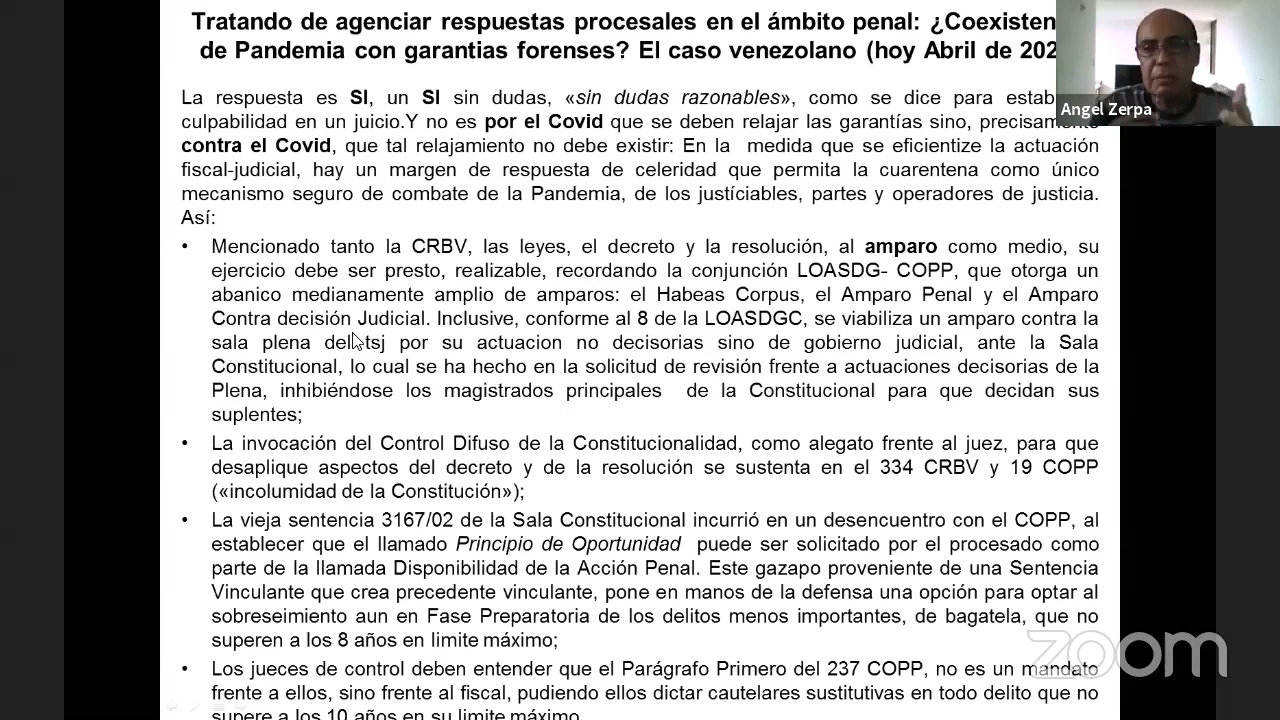 Tratando de agenciar respuestas procesales en el ámbito penal: ¿Coexisten
de Pandemia con garantias forenses? El caso venezolano (hoy Abril de 202
Angel Zerpa
La respuesta es SI, un SI sin dudas, «sin dudas razonables», como se dice para estab
culpabilidad en un juicio.Y no es por el Covid que se deben relajar las garantías sino, precisamente
contra el Covid, que tal relajamiento no debe existir: En la medida que se eficientize la actuación
fiscal-judicial, hay un margen de respuesta de celeridad que permita la cuarentena como único
mecanismo seguro de combate de la Pandemia, de los justíciables, partes y operadores de justicia.
Así:
• Mencionado tanto la CRBV, las leyes, el decreto y la resolución, al amparo como medio, su
ejercicio debe ser presto, realizable, recordando la conjunción LOASDG- COPP, que otorga un
abanico medianamente amplio de amparos: el Habeas Corpus, el Amparo Penal y el Amparo
Contra decisión Judicial. Inclusive, conforme al 8 de la LOASDGC, se viabiliza un amparo contra la
sala plena del tsj por su actuacion no decisorias sino de gobierno judicial, ante la Sala
Constitucional, lo cual se ha hecho en la solicitud de revisión frente a actuaciones decisorias de la
Plena, inhibiéndose los magistrados principales de la Constitucional para que decidan sus
suplentes;
• La invocación del Control Difuso de la Constitucionalidad, como alegato frente al juez, para que
desaplique aspectos del decreto y de la resolución se sustenta en el 334 CRBV y 19 COPP
(«incolumidad de la Constitución»);
• La vieja sentencia 3167/02 de la Sala Constitucional incurrió en un desencuentro con el COPP, al
establecer que el llamado Principio de Oportunidad puede ser solicitado por el procesado como
parte de la llamada Disponibilidad de la Acción Penal. Este gazapo proveniente de una Sentencia
Vinculante que crea precedente vinculante, pone en manos de la defensa una opción para optar al
sobreseimiento aun en Fase Preparatoria de los delitos menos importantes, de bagatela, que no
superen a los 8 años en limite máximo;
• Los jueces de control deben entender que el Parágrafo Primero del 237 COPP, no es un mandato
frente a ellos, sino frente al fiscal, pudiendo ellos dictar cautelares sustitutivas en todo delito que no
supere a los 10 años en su limite máximo
zoom